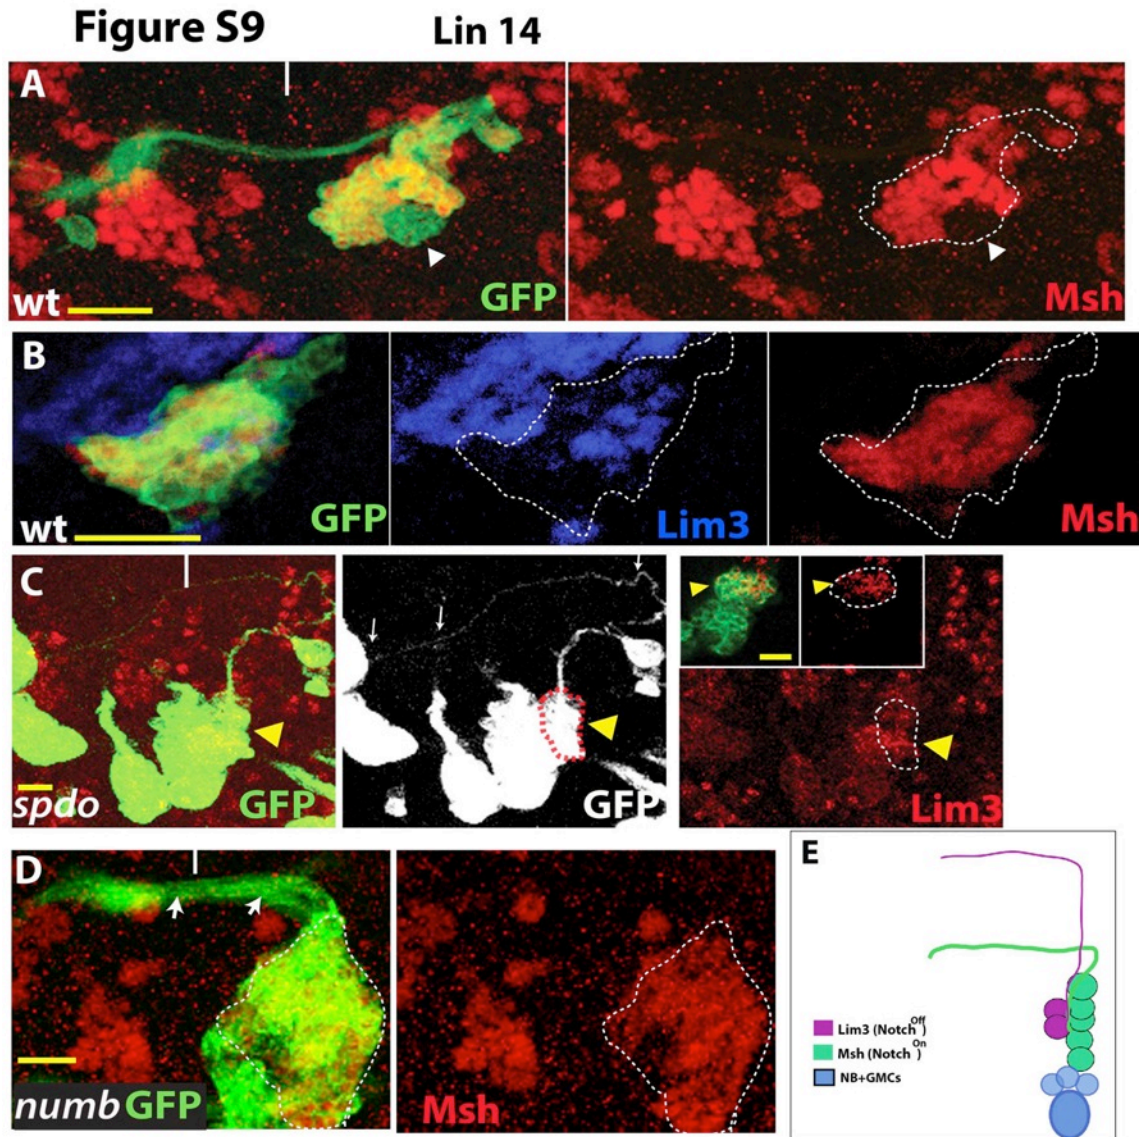 Figure S9 Lin 14
A
wt GFP Msh
B
wt GFP Lim3 Msh
C
spdo GFP GFP Lim3
D E
Lim3 (Notch Off)
Msh (Notch On)
NB+GMCs
numb GFP Msh